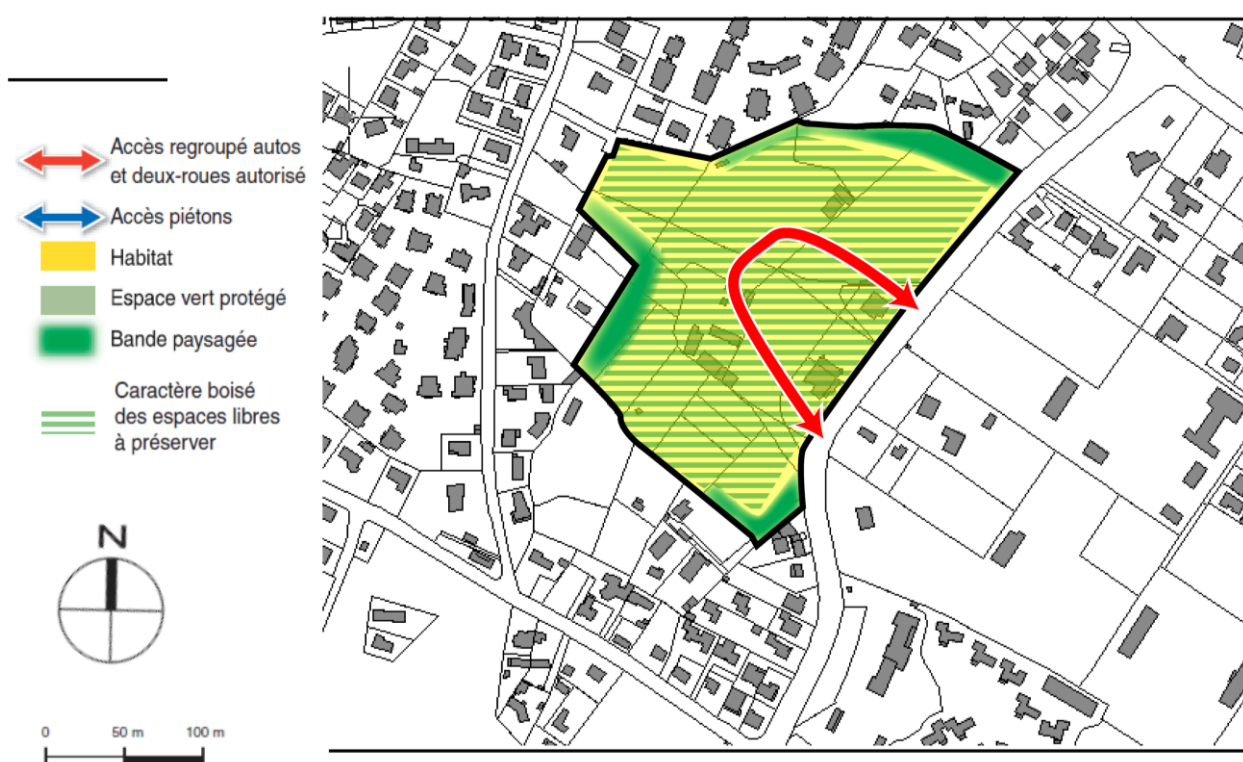 Accès regroupé autos
et deux-roues autorisé
Accès piétons
Habitat
Espace vert protégé
Bande paysagée
Caractère boisé
des espaces libres
à préserver
N
0 50 m 100 m